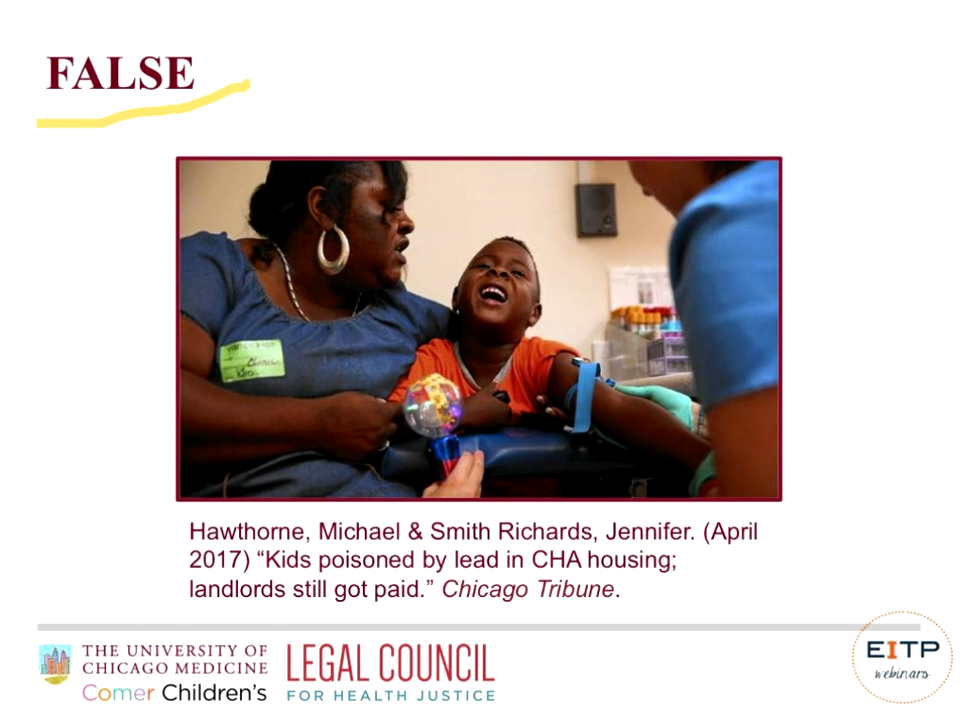 FALSE
Hawthorne, Michael & Smith Richards, Jennifer. (April
2017) “Kids poisoned by lead in CHA housing;
landlords still got paid.” Chicago Tribune.
THE UNIVERSITY OF
CHICAGO MEDICINE
Comer Children's
LEGAL COUNCIL
FOR HEALTH JUSTICE
EITP
webinars